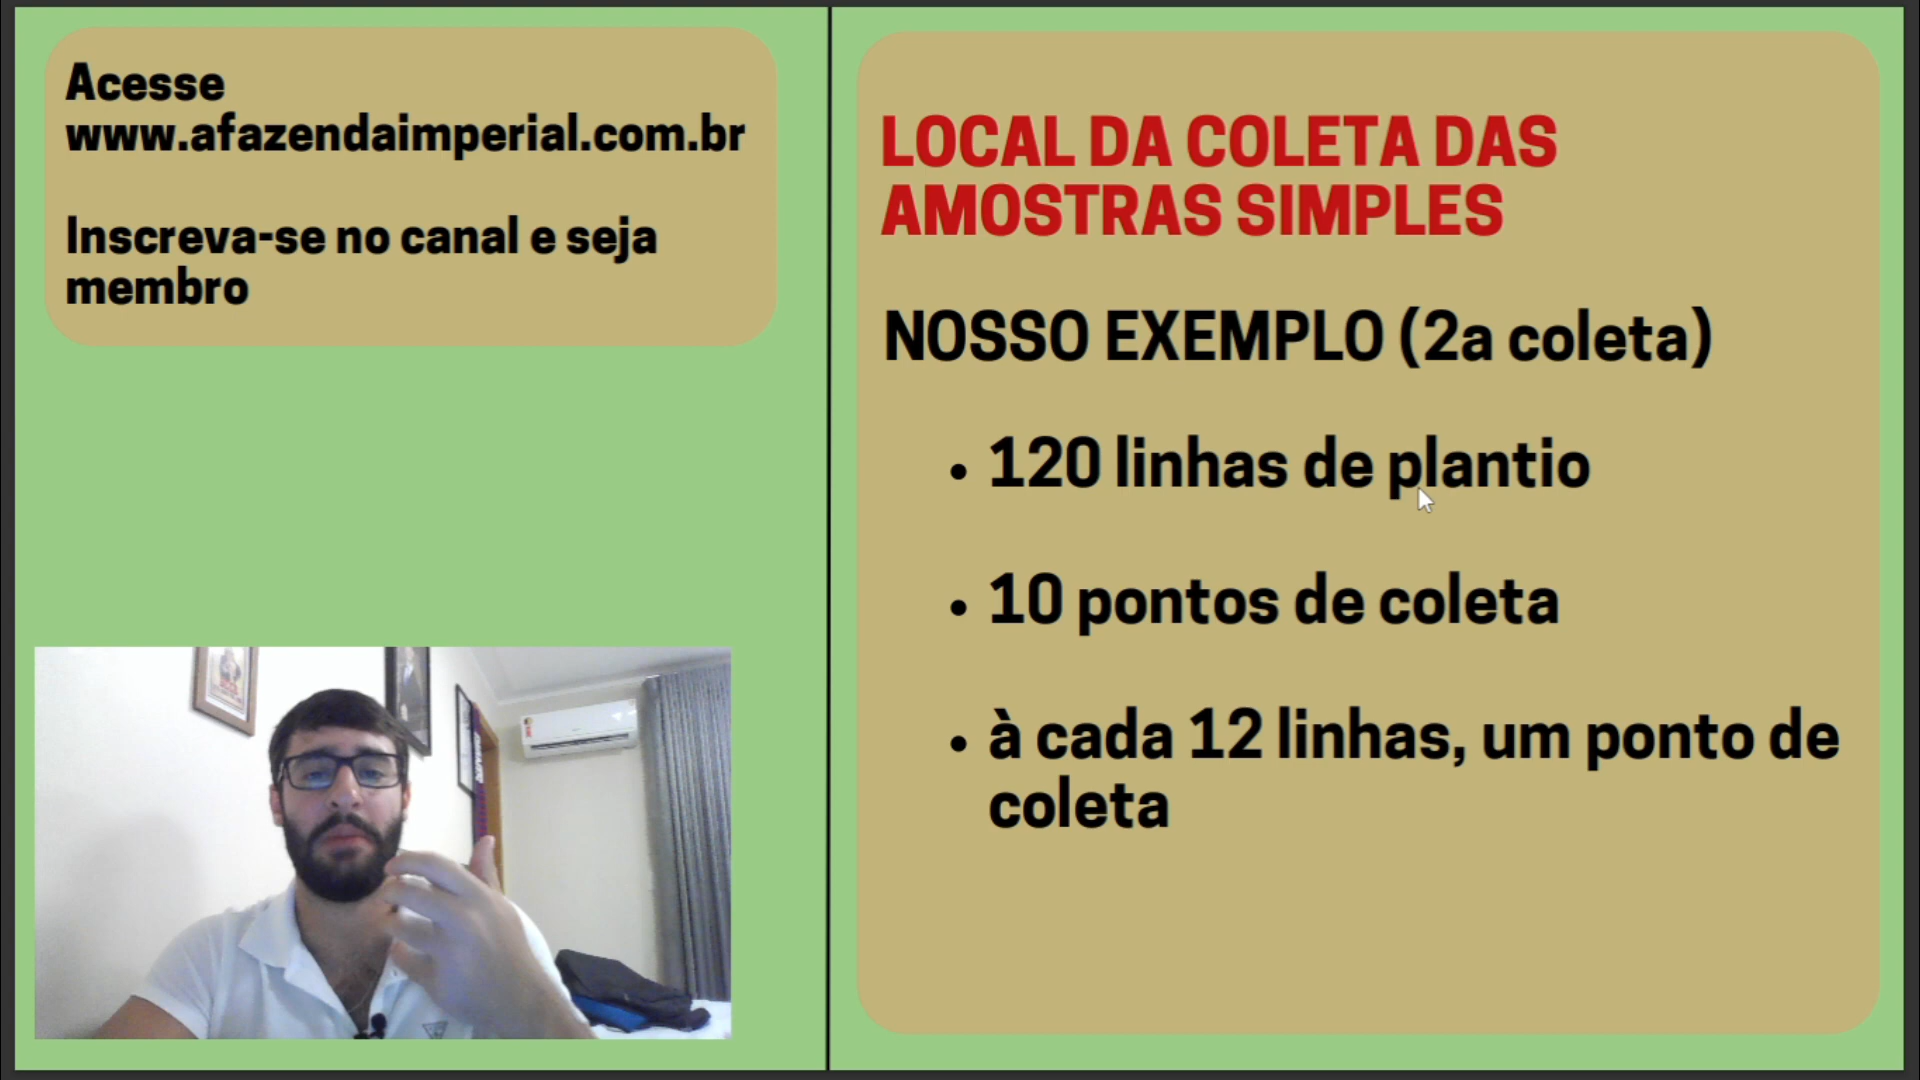 Acesse
www.afazendaimperial.com.br
Inscreva-se no canal e seja
membro
LOCAL DA COLETA DAS
AMOSTRAS SIMPLES
NOSSO EXEMPLO (2a coleta)
• 120 linhas de plantio
• 10 pontos de coleta
• à cada 12 linhas, um ponto de
coleta